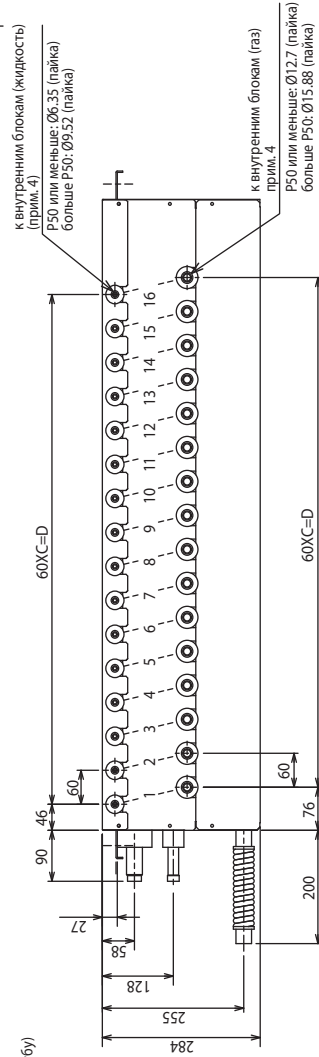 к внутренним блокам (жидкость)
(прим. 4)
P50 или меньше: Ø6.35 (пайка)
больше P50: Ø9.52 (пайка)
к внутренним блокам (газ)
прим. 4
P50 или меньше: Ø12.7 (пайка)
больше P50: Ø15.88 (пайка)
60XC=D
60
46
90
27
58
128
255
284
1
2
3
4
5
6
7
8
9
10
11
12
13
14
15
16
60XC=D
60
76
200
бу)